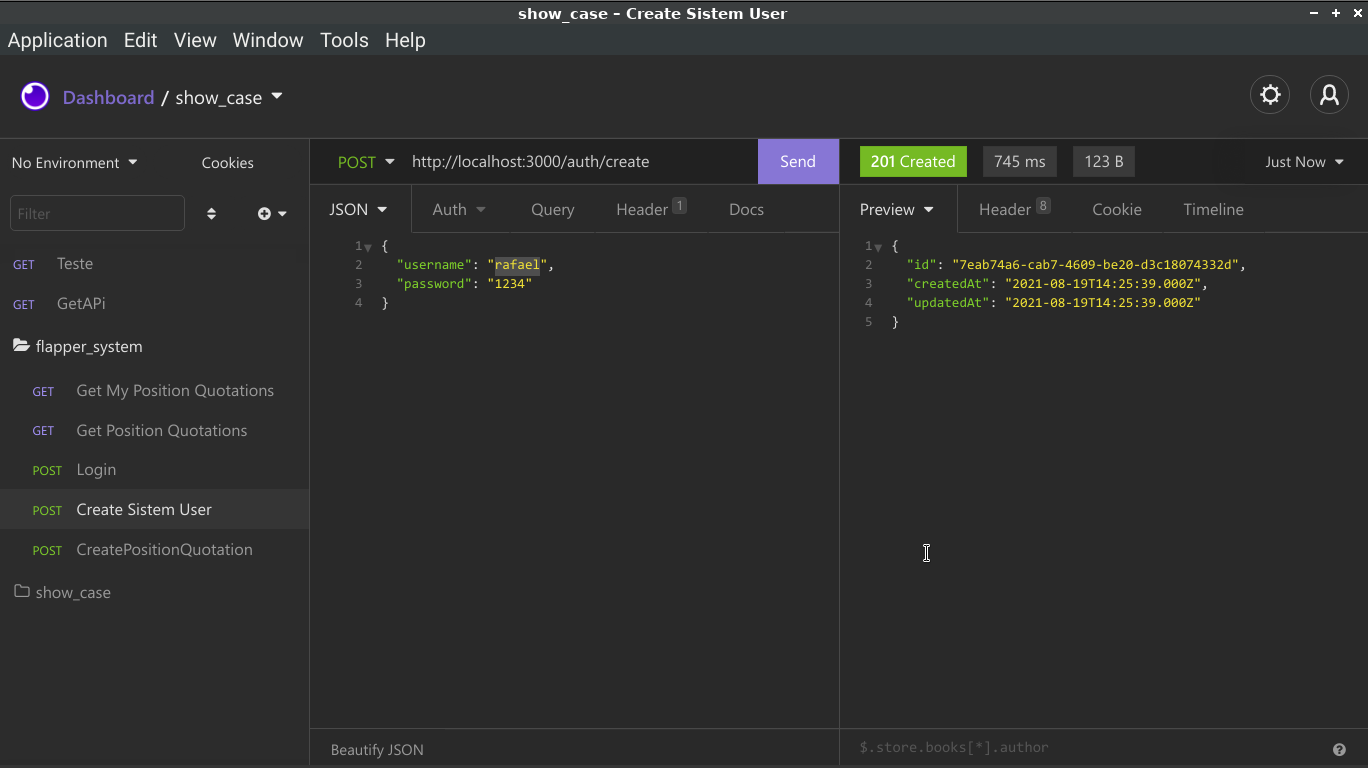 show_case – Create Sistem User
Application Edit View Window Tools Help
Dashboard / show_case
No Environment Cookies
Filter
GET Teste
GET GetAPi
flapper_system
GET Get My Position Quotations
GET Get Position Quotations
POST Login
POST Create Sistem User
POST CreatePositionQuotation
show_case
POST http://localhost:3000/auth/create Send
JSON Auth Query Header 1 Docs
1 {
2 "username": "rafael",
3 "password": "1234"
4 }
Beautify JSON
201 Created 745 ms 123 B Just Now
Preview Header 8 Cookie Timeline
1 {
2 "id": "7eab74a6-cab7-4609-be20-d3c18074332d",
3 "createdAt": "2021-08-19T14:25:39.000Z",
4 "updatedAt": "2021-08-19T14:25:39.000Z"
5 }
$.store.books[*].author ?